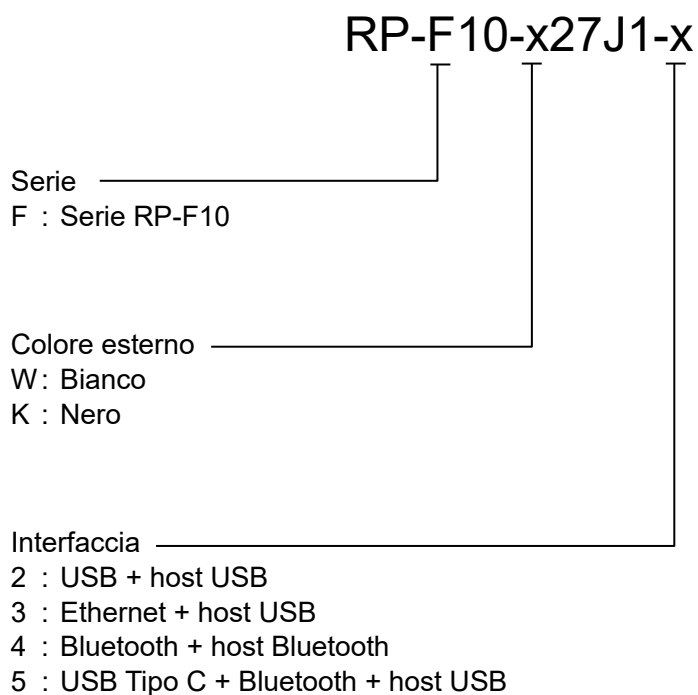 RP-F10-x27J1-x
Serie
F : Serie RP-F10
Colore esterno
W : Bianco
K : Nero
Interfaccia
2 : USB + host USB
3 : Ethernet + host USB
4 : Bluetooth + host Bluetooth
5 : USB Tipo C + Bluetooth + host USB